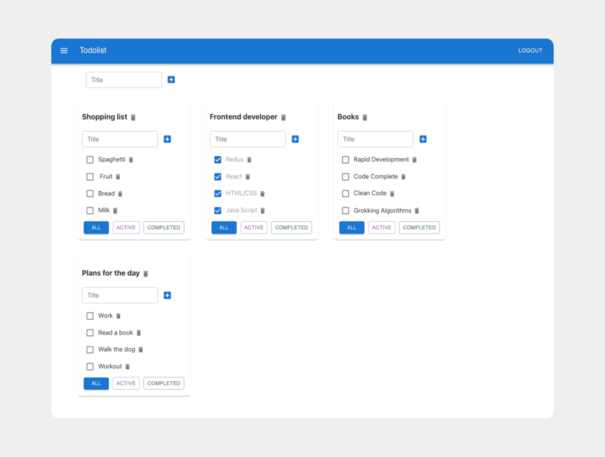 Todolist LOGOUT
Title
Shopping list
Title
Spaghetti
Fruit
Bread
Milk
ALL ACTIVE COMPLETED
Frontend developer
Title
Redux
React
HTML/CSS
Java Script
ALL ACTIVE COMPLETED
Books
Title
Rapid Development
Code Complete
Clean Code
Grokking Algorithms
ALL ACTIVE COMPLETED
Plans for the day
Title
Work
Read a book
Walk the dog
Workout
ALL ACTIVE COMPLETED